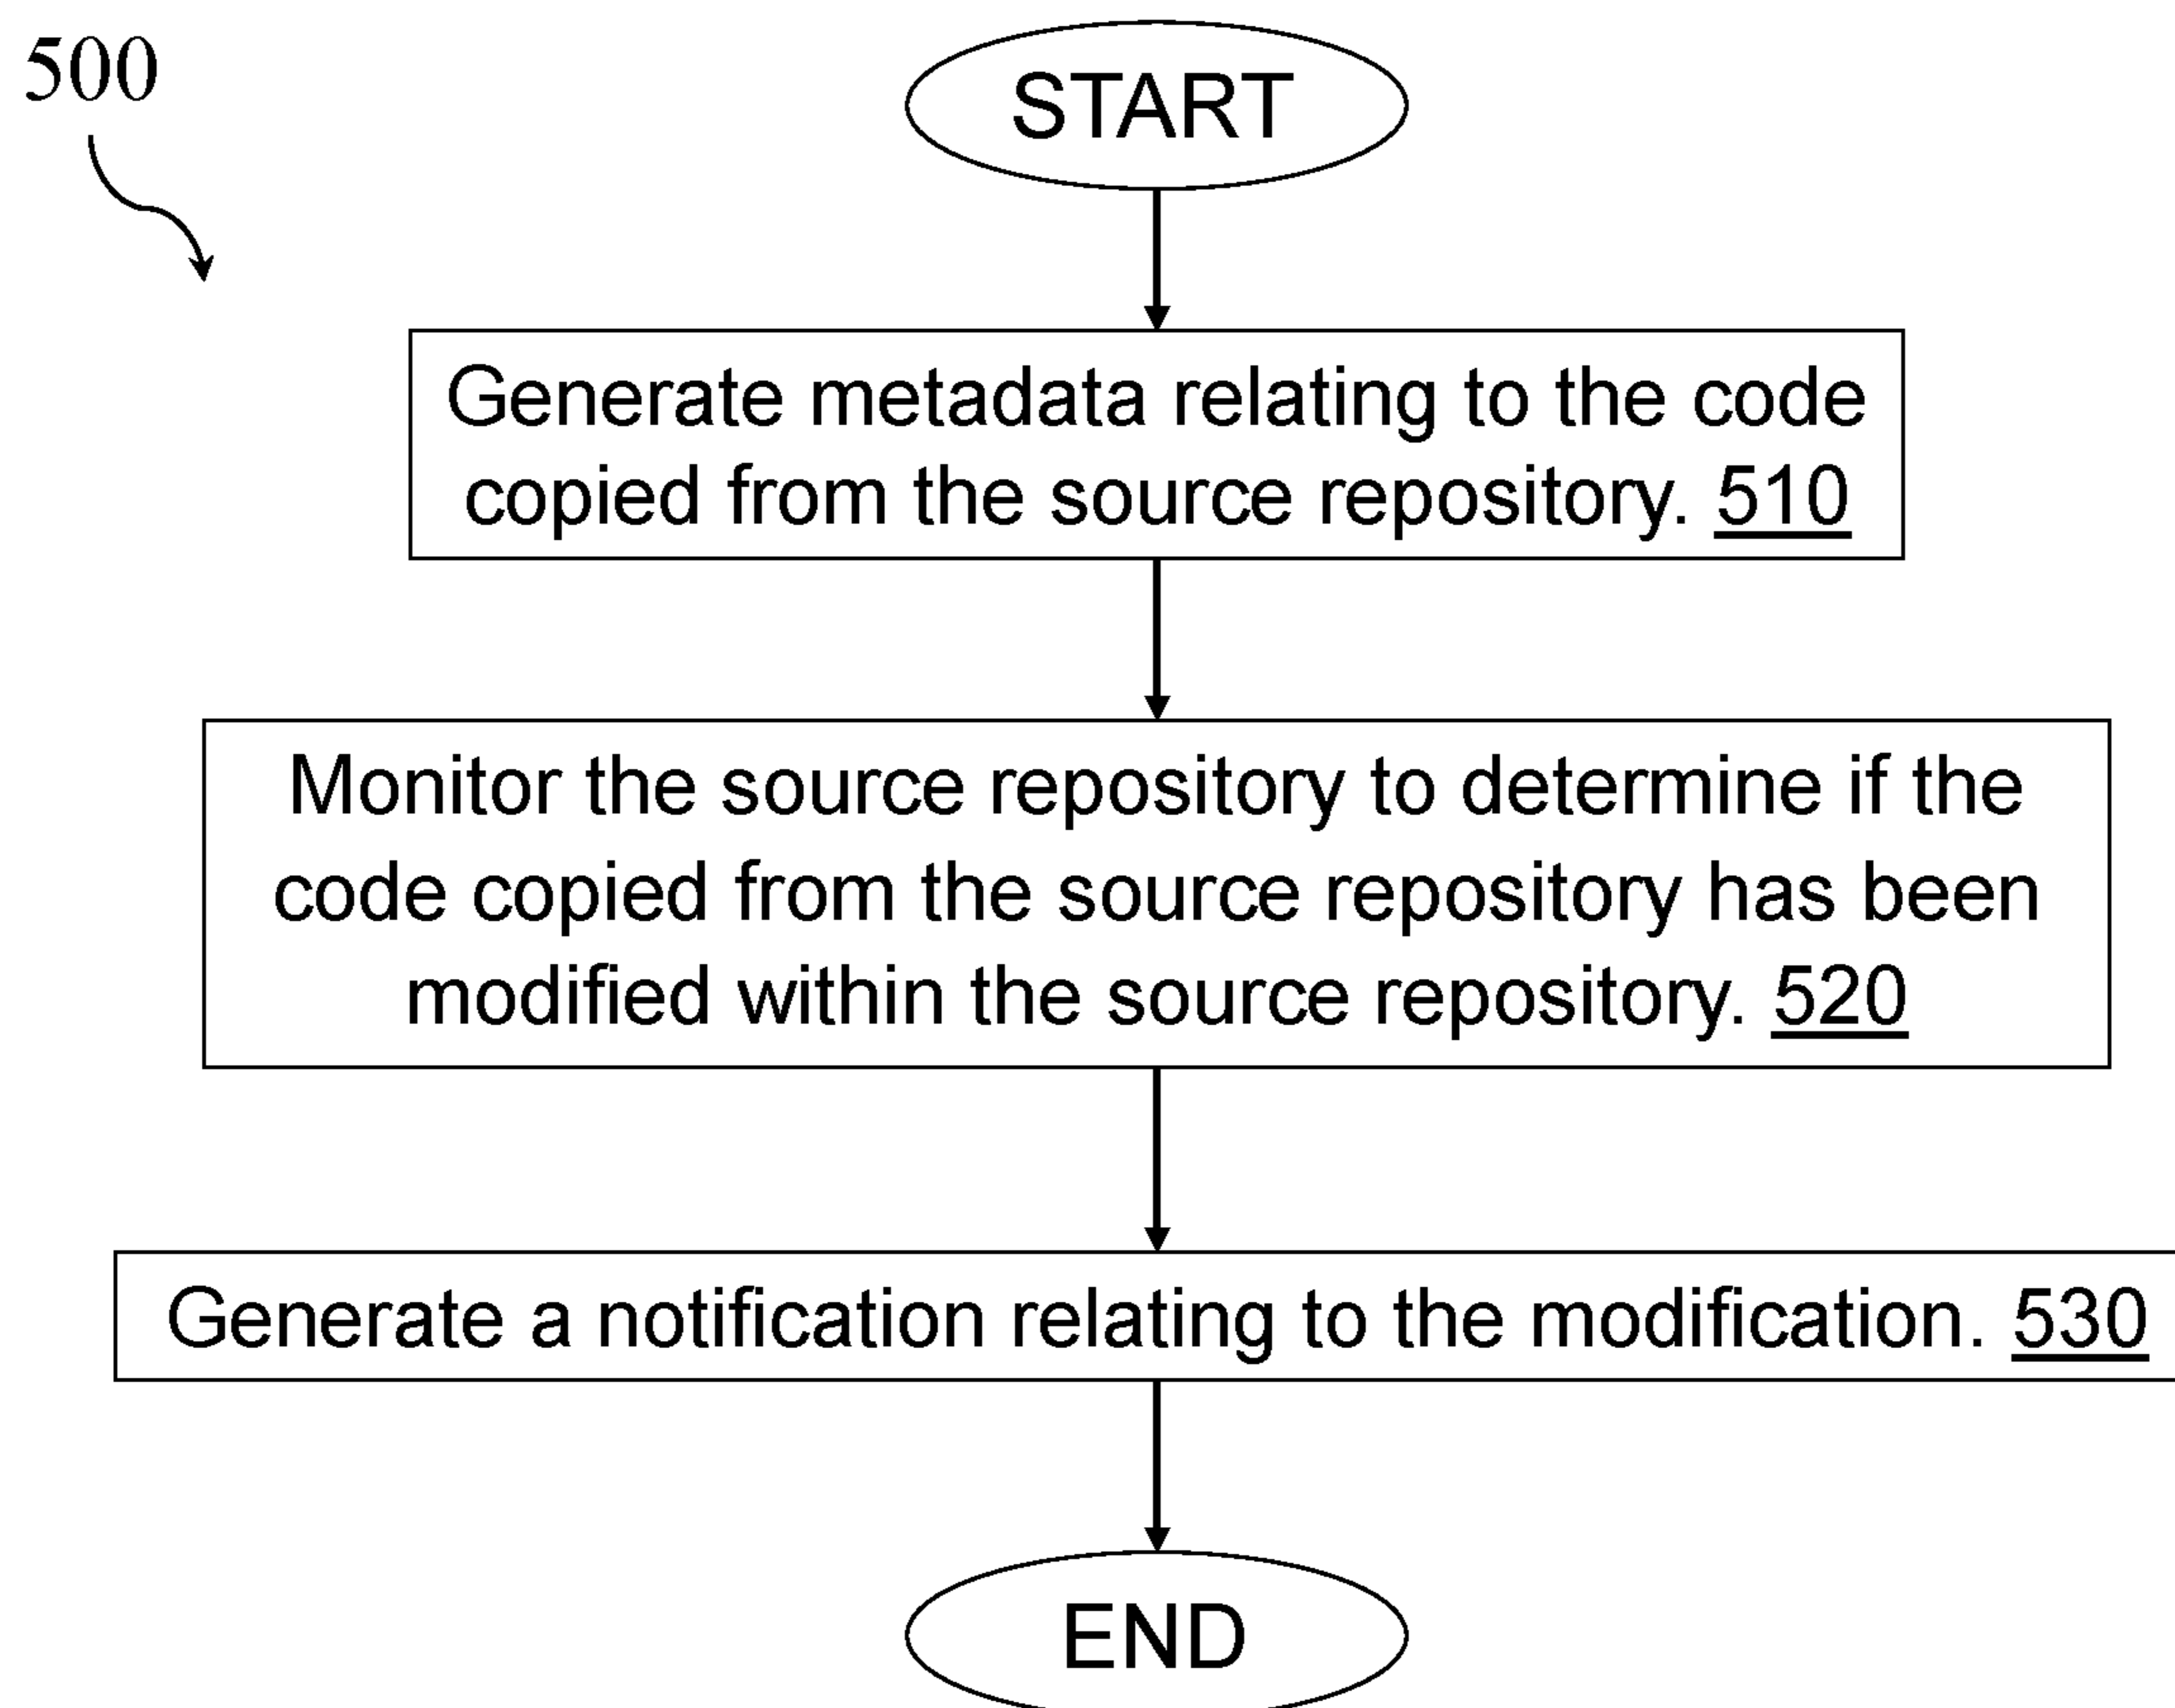 500
START
Generate metadata relating to the code
copied from the source repository. 510
Monitor the source repository to determine if the
code copied from the source repository has been
modified within the source repository. 520
Generate a notification relating to the modification. 530
END